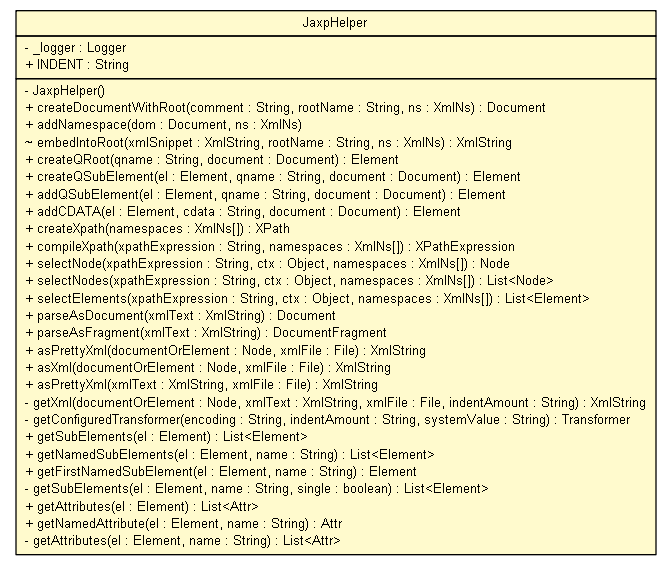 JaxpHelper
- _logger : Logger
+ INDENT : String
- JaxpHelper()
+ createDocumentWithRoot(comment : String, rootName : String, ns : XmlNs) : Document
+ addNamespace(dom : Document, ns : XmlNs)
~ embedIntoRoot(xmlSnippet : XmlString, rootName : String, ns : XmlNs) : XmlString
+ createQRoot(qname : String, document : Document) : Element
+ createQSubElement(el : Element, qname : String, document : Document) : Element
+ addQSubElement(el : Element, qname : String, document : Document) : Element
+ addCDATA(el : Element, cdata : String, document : Document) : Element
+ createXpath(namespaces : XmlNs[]) : XPath
+ compileXpath(xpathExpression : String, namespaces : XmlNs[]) : XPathExpression
+ selectNode(xpathExpression : String, ctx : Object, namespaces : XmlNs[]) : Node
+ selectNodes(xpathExpression : String, ctx : Object, namespaces : XmlNs[]) : List<Node>
+ selectElements(xpathExpression : String, ctx : Object, namespaces : XmlNs[]) : List<Element>
+ parseAsDocument(xmlText : XmlString) : Document
+ parseAsFragment(xmlText : XmlString) : DocumentFragment
+ asPrettyXml(documentOrElement : Node, xmlFile : File) : XmlString
+ asXml(documentOrElement : Node, xmlFile : File) : XmlString
+ asPrettyXml(xmlText : XmlString, xmlFile : File) : XmlString
- getXml(documentOrElement : Node, xmlText : XmlString, xmlFile : File, indentAmount : String) : XmlString
- getConfiguredTransformer(encoding : String, indentAmount : String, systemValue : String) : Transformer
+ getSubElements(el : Element) : List<Element>
+ getNamedSubElements(el : Element, name : String) : List<Element>
+ getFirstNamedSubElement(el : Element, name : String) : Element
- getSubElements(el : Element, name : String, single : boolean) : List<Element>
+ getAttributes(el : Element) : List<Attr>
+ getNamedAttribute(el : Element, name : String) : Attr
- getAttributes(el : Element, name : String) : List<Attr>